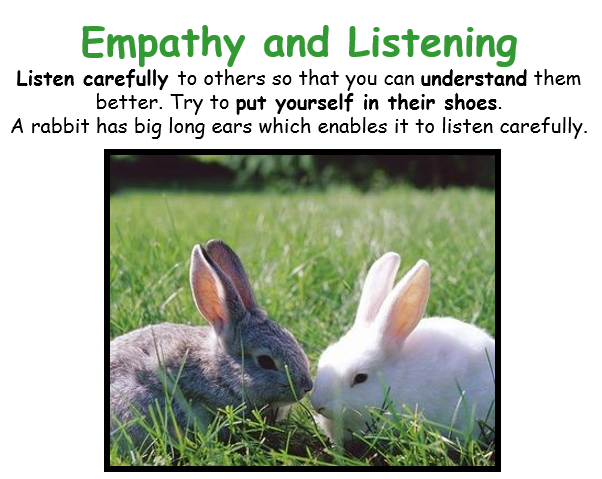 Empathy and Listening
Listen carefully to others so that you can understand them
better. Try to put yourself in their shoes.
A rabbit has big long ears which enables it to listen carefully.